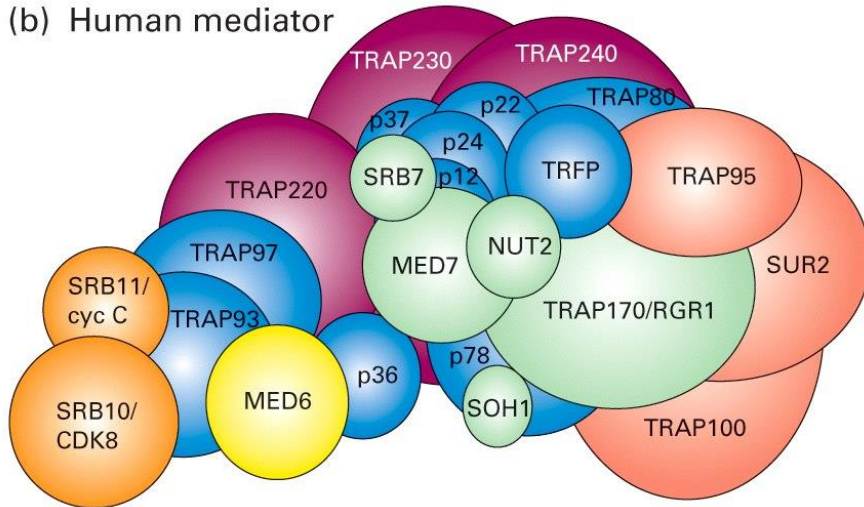 (b) Human mediator
TRAP230
TRAP240
TRAP80
p37
p22
p24
SRB7
p12
TRFP
TRAP95
TRAP220
NUT2
MED7
SUR2
TRAP97
SRB11/
cyc C
TRAP93
TRAP170/RGR1
p78
p36
MED6
SOH1
SRB10/
CDK8
TRAP100